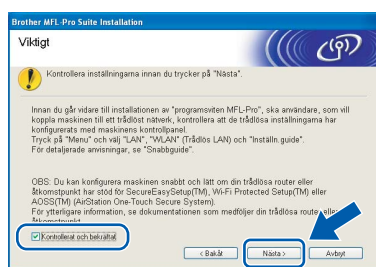 Brother MFL-Pro Suite Installation
Viktigt
Kontrollera inställningarna innan du trycker på "Nästa".
Innan du går vidare till installationen av "programsviten MFL-Pro", ska användare, som vill
koppla maskinen till ett trådlöst nätverk, kontrollera att de trådlösa inställningarna har
konfigurerats med maskinens kontrollpanel.
Tryck på "Menu" och välj "LAN", "WLAN" (Trådlös LAN) och "Inställn.guide".
För detaljerade anvisningar, se "Snabbguide".
OBS: Du kan konfigurera maskinen snabbt och lätt om din trådlösa router eller
åtkomstpunkt har stöd för SecureEasySetup(TM), Wi-Fi Protected Setup(TM) eller
AOSS(TM) (AirStation One-Touch Secure System).
För ytterligare information, se dokumentationen som medföljer din trådlösa router eller
åtkomstpunkt
Kontrollerat och bekräftat
< Bakåt
Nästa >
Avbryt